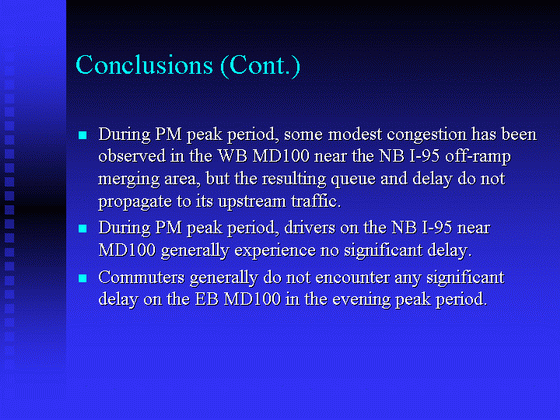 Conclusions (Cont.)
During PM peak period, some modest congestion has been
observed in the WB MD100 near the NB I-95 off-ramp
merging area, but the resulting queue and delay do not
propagate to its upstream traffic.
During PM peak period, drivers on the NB I-95 near
MD100 generally experience no significant delay.
Commuters generally do not encounter any significant
delay on the EB MD100 in the evening peak period.